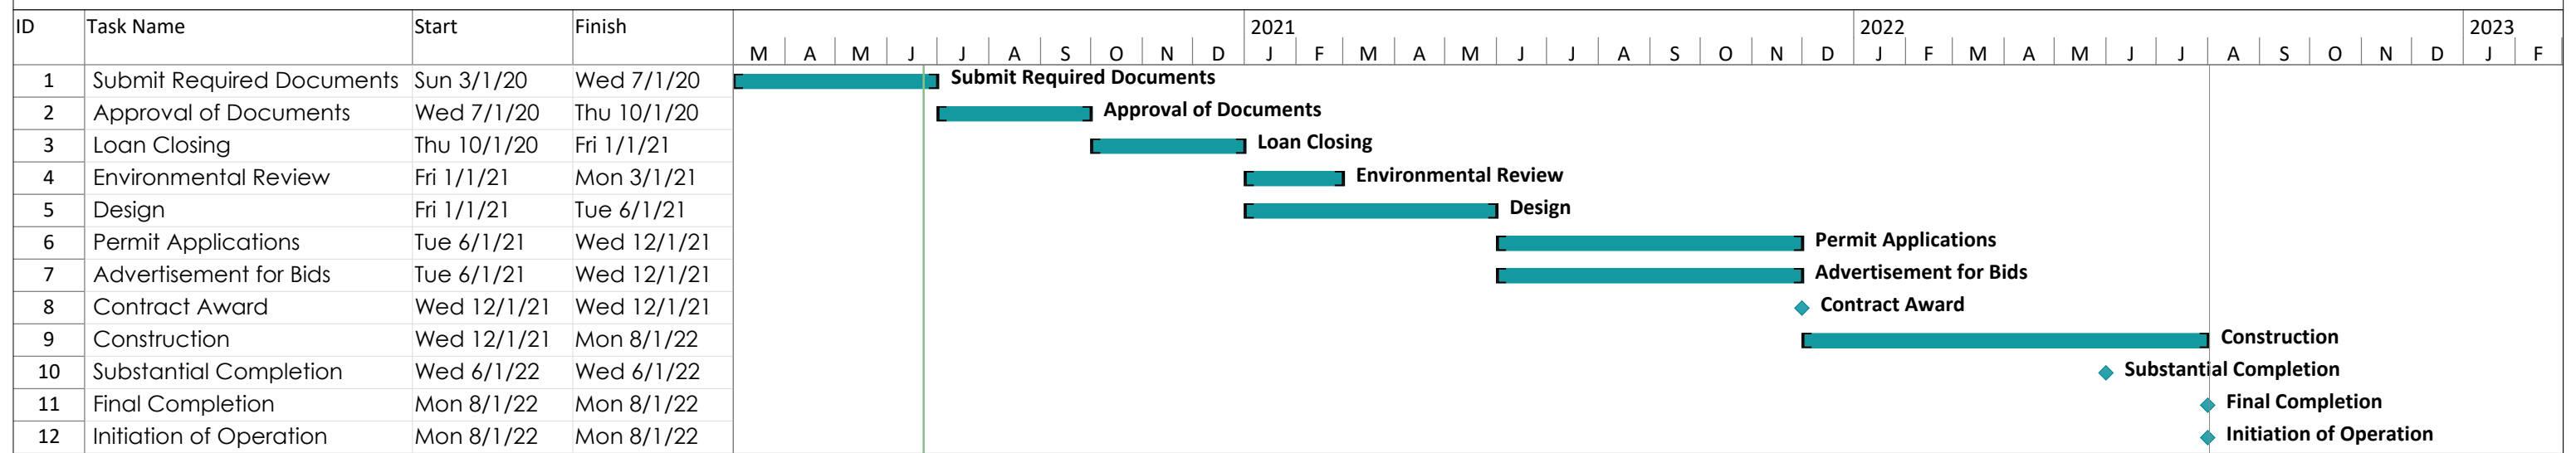 ID Task Name Start Finish 2021 2022 2023
M A M J J A S O N D J F M A M J J A S O N D J F M A M J J A S O N D J F
1 Submit Required Documents Sun 3/1/20 Wed 7/1/20 Submit Required Documents
2 Approval of Documents Wed 7/1/20 Thu 10/1/20 Approval of Documents
3 Loan Closing Thu 10/1/20 Fri 1/1/21 Loan Closing
4 Environmental Review Fri 1/1/21 Mon 3/1/21 Environmental Review
5 Design Fri 1/1/21 Tue 6/1/21 Design
6 Permit Applications Tue 6/1/21 Wed 12/1/21 Permit Applications
7 Advertisement for Bids Tue 6/1/21 Wed 12/1/21 Advertisement for Bids
8 Contract Award Wed 12/1/21 Wed 12/1/21 Contract Award
9 Construction Wed 12/1/21 Mon 8/1/22 Construction
10 Substantial Completion Wed 6/1/22 Wed 6/1/22 Substantial Completion
11 Final Completion Mon 8/1/22 Mon 8/1/22 Final Completion
12 Initiation of Operation Mon 8/1/22 Mon 8/1/22 Initiation of Operation